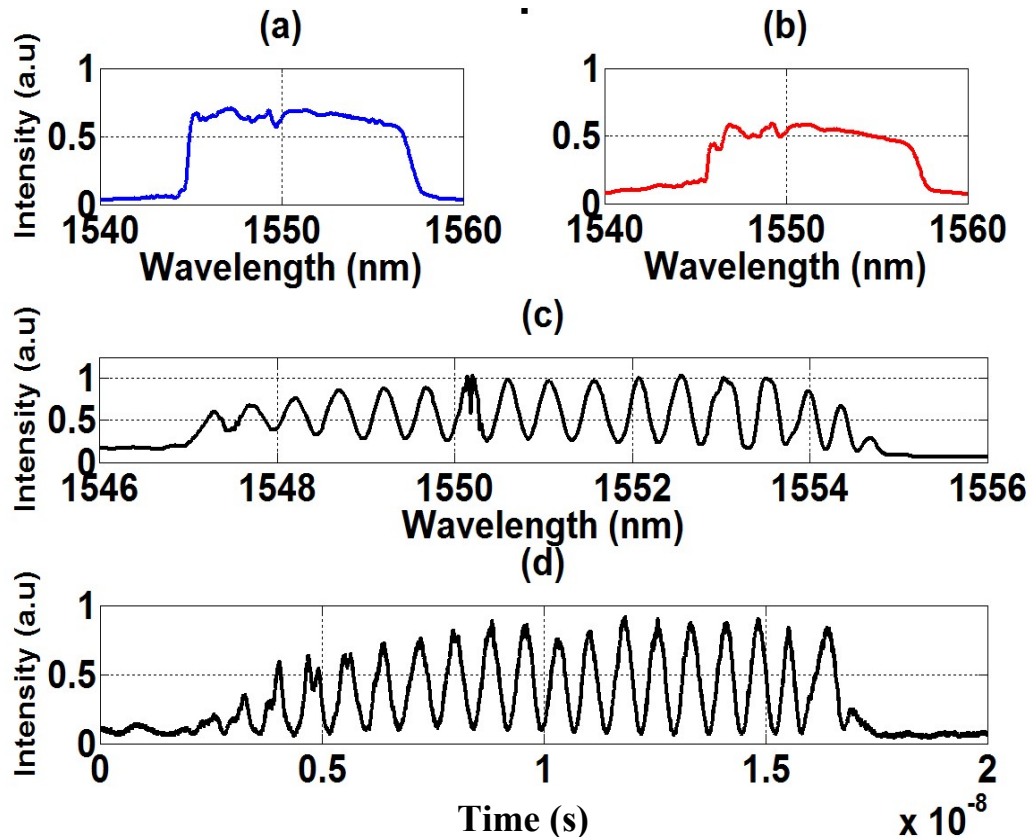 (a)
(b)
Intensity (a.u)
1
0.5
0
1540 1550 1560
Wavelength (nm)
Intensity (a.u)
1
0.5
0
1540 1550 1560
Wavelength (nm)
(c)
Intensity (a.u)
1
0.5
0
1546 1548 1550 1552 1554 1556
Wavelength (nm)
(d)
Intensity (a.u)
1
0.5
0
0 0.5 1 1.5 2
Time (s)
x 10^-8